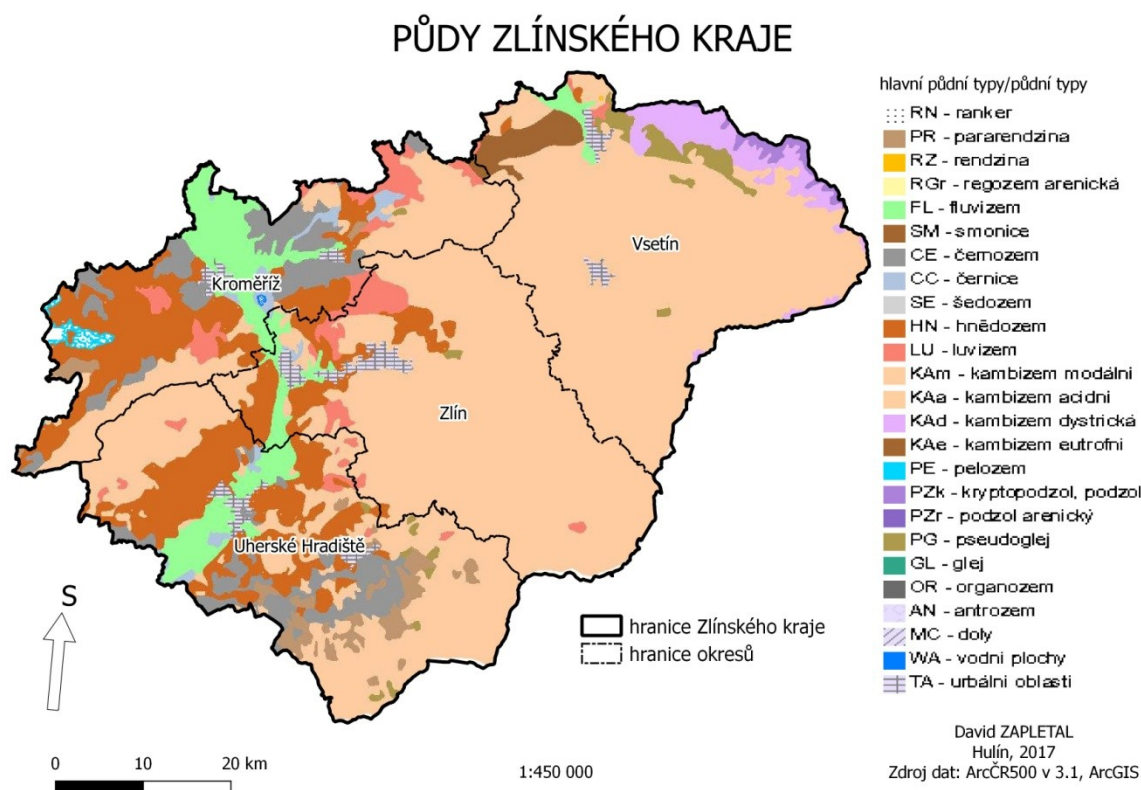 PŮDY ZLÍNSKÉHO KRAJE
hlavní půdní typy/půdní typy
RN - ranker
PR - pararendzina
RZ - rendzina
RGr - regozem arenická
FL - fluvizem
SM - smonice
CE - černozem
CC - černice
SE - šedozem
HN - hnědozem
LU - luvizem
KAm - kambizem modální
KAa - kambizem acidní
KAd - kambizem dystrická
KAe - kambizem eutrofní
PE - pelozem
PZk - kryptopodzol, podzol
PZr - podzol arenický
PG - pseudoglej
GL - glej
OR - organozem
AN - antrozem
MC - doly
WA - vodní plochy
TA - urbální oblasti
Vsetín
Kroměříž
Zlín
Uherské Hradiště
S
hranice Zlínského kraje
hranice okresů
0 10 20 km
1:450 000
David ZAPLETAL
Hulín, 2017
Zdroj dat: ArcČR500 v 3.1, ArcGIS